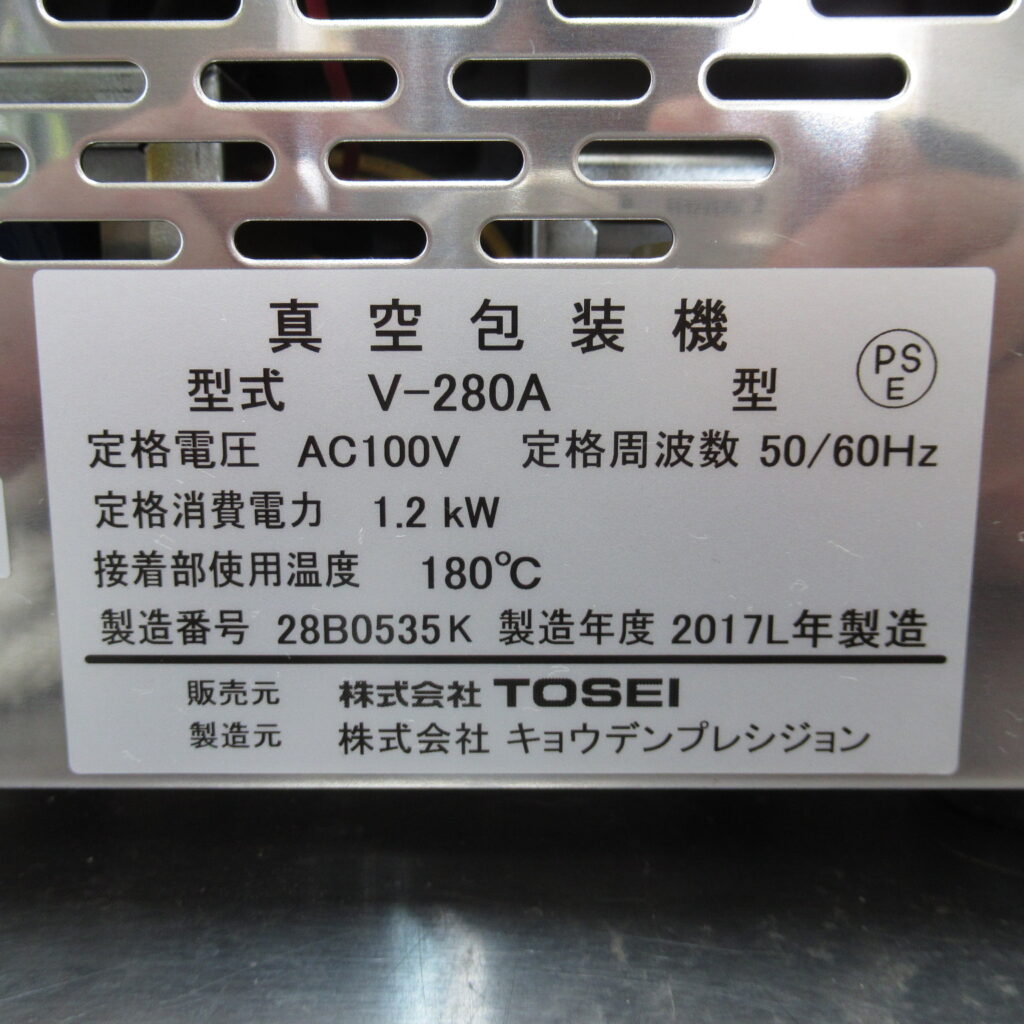 真空包装機
型式 V-280A 型
PS
E
定格電圧 AC100V 定格周波数 50/60Hz
定格消費電力 1.2 kW
接着部使用温度 180℃
製造番号 28B0535K 製造年度 2017L年製造
販売元 株式会社 TOSEI
製造元 株式会社 キョウデンプレシジョン